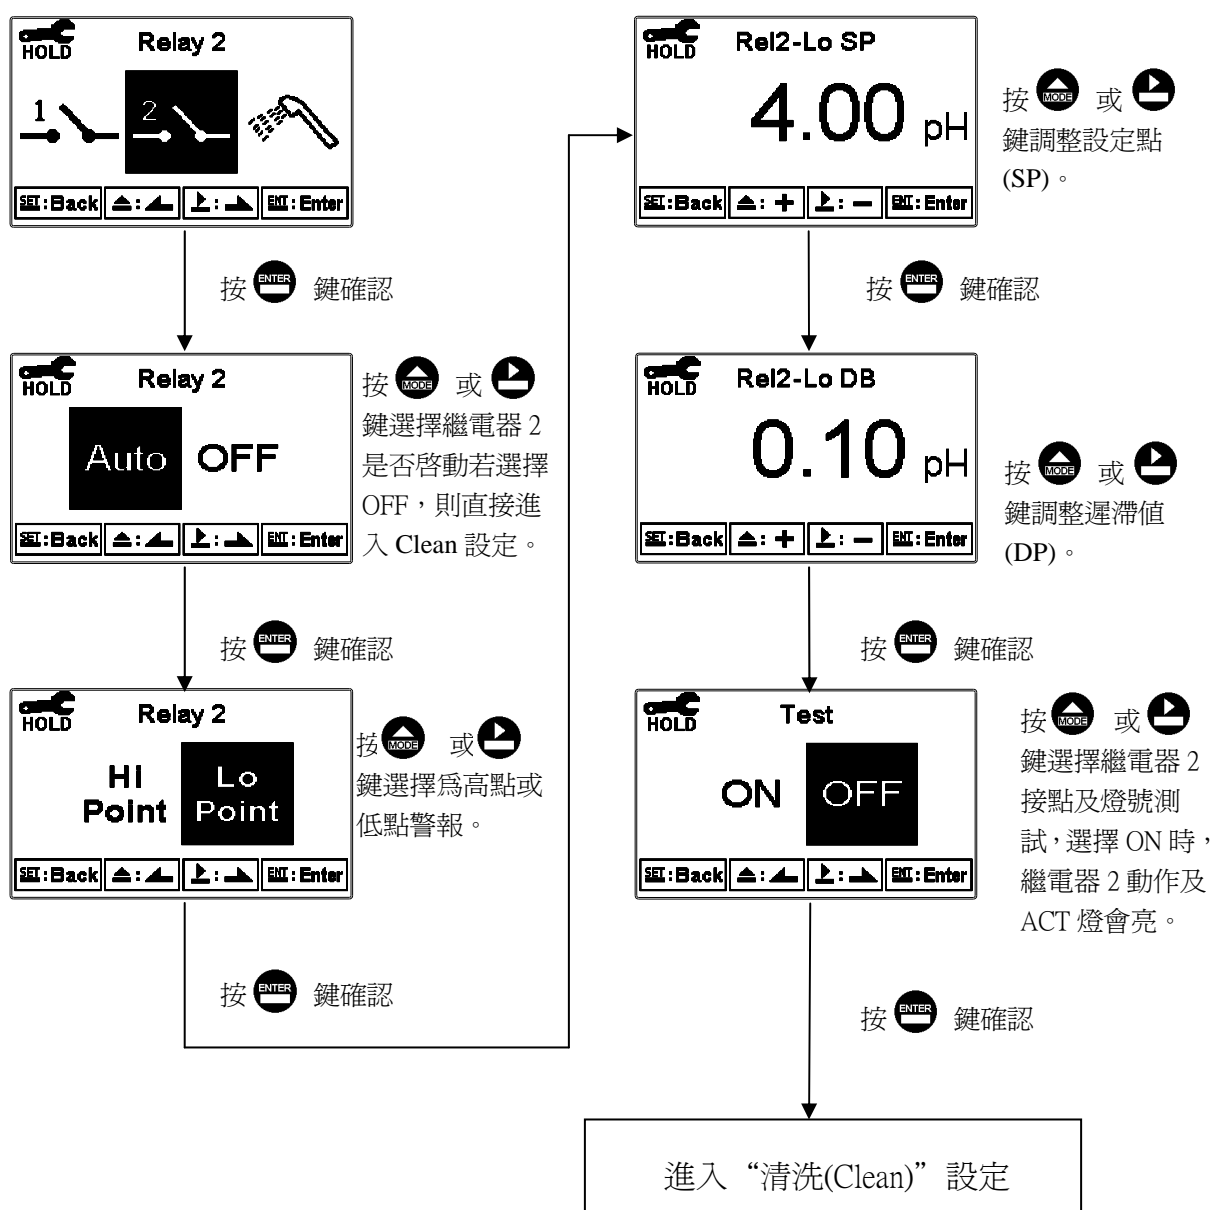 HOLD
Relay 2
1
2
SET:Back
▲:
:
ENT:Enter
按 ENTER 鍵確認
HOLD
Relay 2
Auto OFF
SET:Back
▲:
:
ENT:Enter
按 MODE 或
鍵選擇繼電器 2
是否啓動若選擇
OFF，則直接進
入 Clean 設定。
按 ENTER 鍵確認
HOLD
Relay 2
HI
Point
Lo
Point
SET:Back
▲:
:
ENT:Enter
按 MODE 或
鍵選擇爲高點或
低點警報。
按 ENTER 鍵確認
HOLD
Rel2-Lo SP
4.00 pH
SET:Back
▲: +
: −
ENT:Enter
按 MODE 或
鍵調整設定點
(SP)。
按 ENTER 鍵確認
HOLD
Rel2-Lo DB
0.10 pH
SET:Back
▲: +
: −
ENT:Enter
按 MODE 或
鍵調整遲滯值
(DP)。
按 ENTER 鍵確認
HOLD
Test
ON OFF
SET:Back
▲:
:
ENT:Enter
按 MODE 或
鍵選擇繼電器 2
接點及燈號測
試，選擇 ON 時，
繼電器 2 動作及
ACT 燈會亮。
按 ENTER 鍵確認
進入“清洗(Clean)”設定